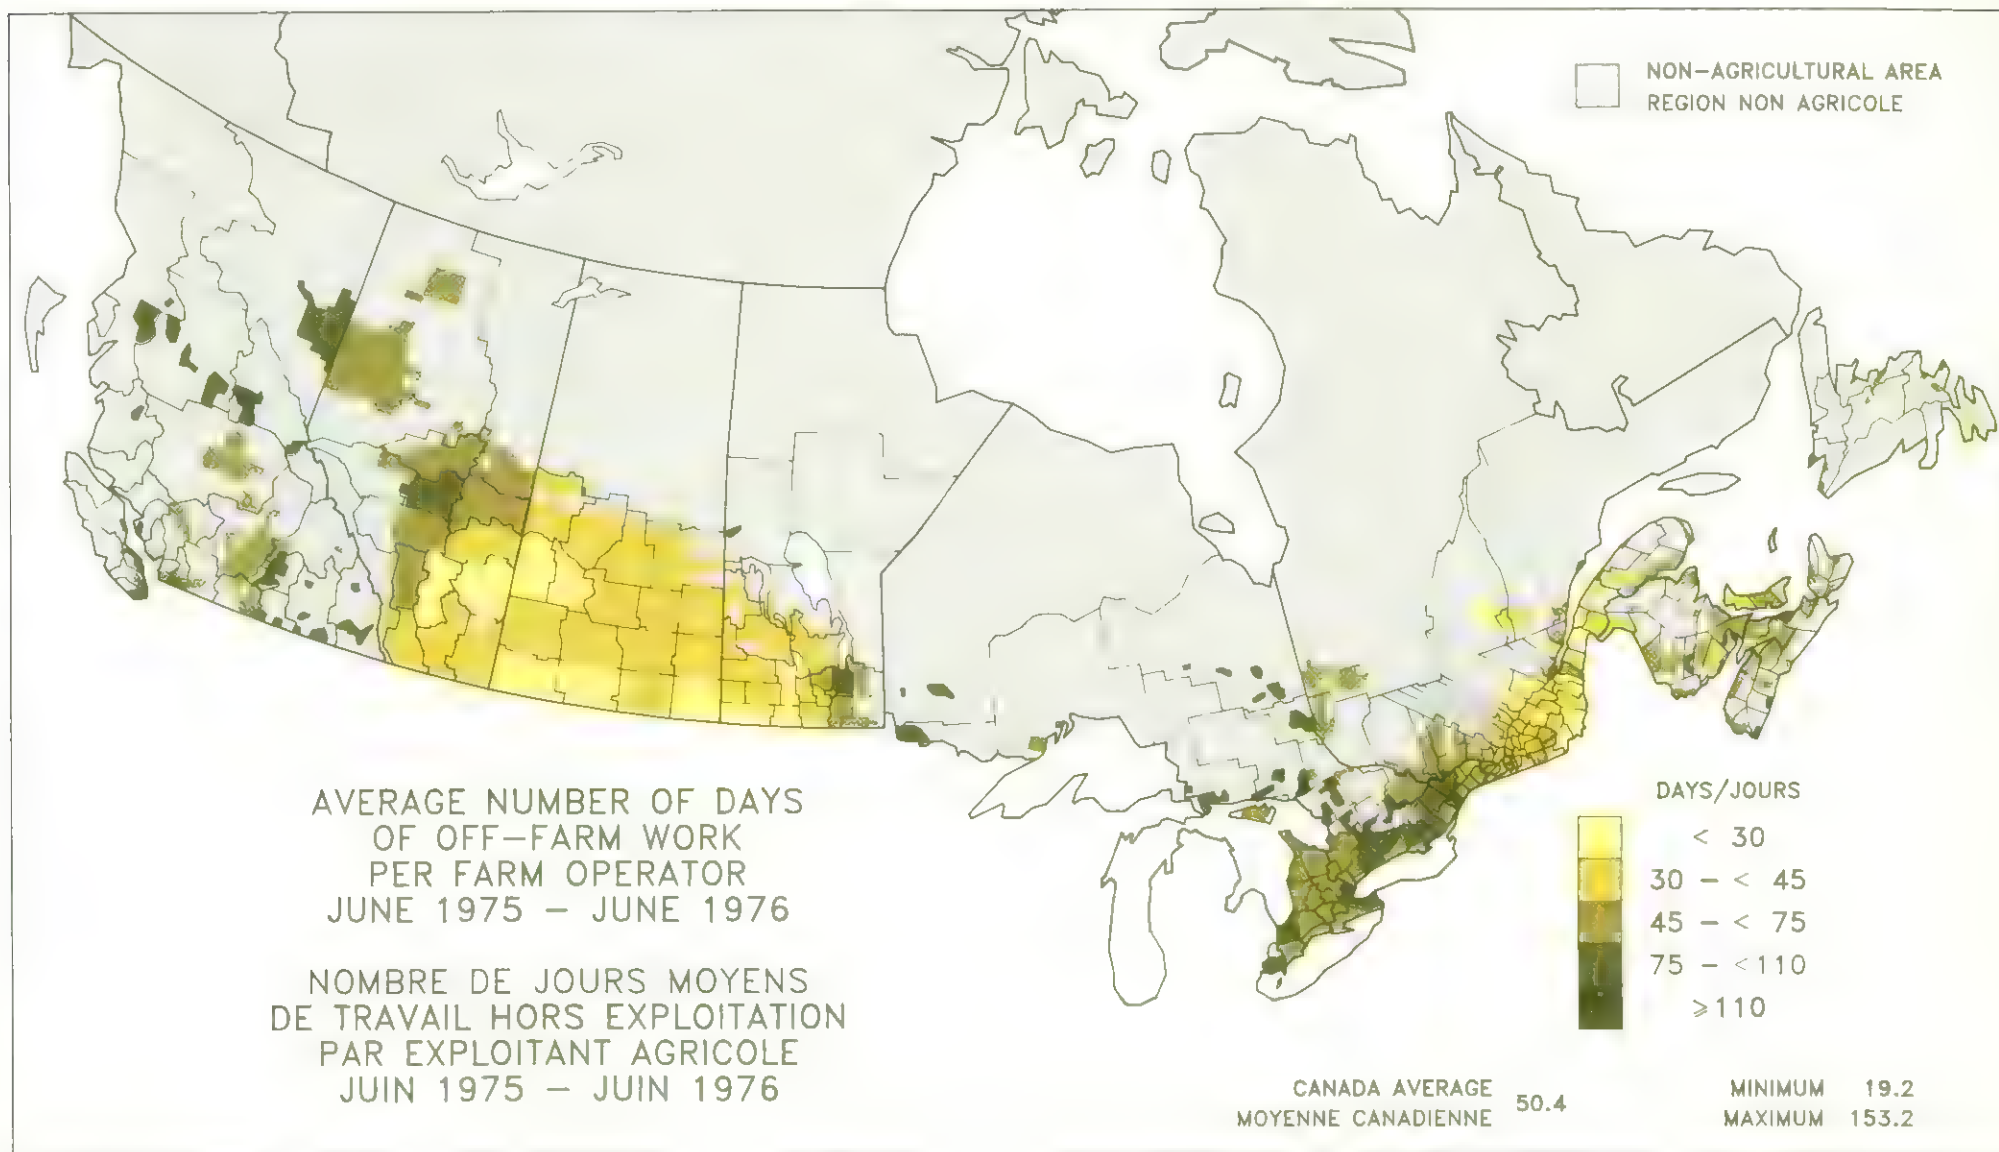 NON-AGRICULTURAL AREA
REGION NON AGRICOLE
AVERAGE NUMBER OF DAYS
OF OFF-FARM WORK
PER FARM OPERATOR
JUNE 1975 - JUNE 1976
NOMBRE DE JOURS MOYENS
DE TRAVAIL HORS EXPLOITATION
PAR EXPLOITANT AGRICOLE
JUIN 1975 - JUIN 1976
DAYS/JOURS
< 30
30 - < 45
45 - < 75
75 - <110
⩾110
CANADA AVERAGE
MOYENNE CANADIENNE
50.4
MINIMUM 19.2
MAXIMUM 153.2